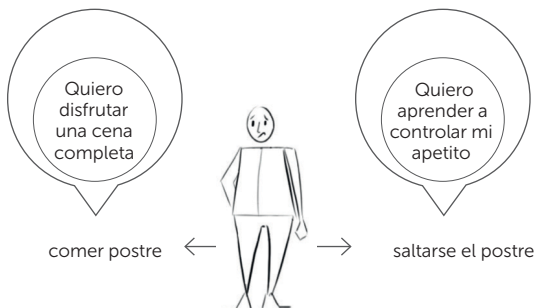 Quiero
disfrutar
una cena
completa
Quiero
aprender a
controlar mi
apetito
comer postre
saltarse el postre